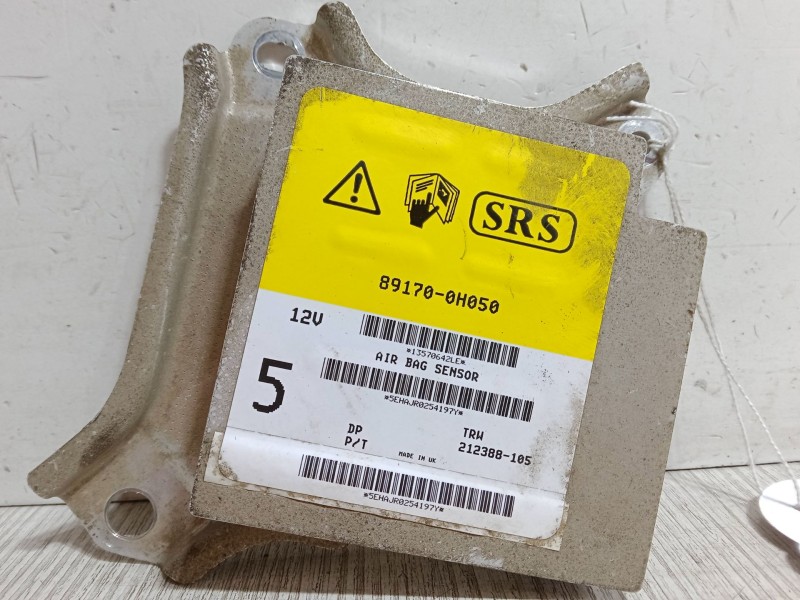 SRS
89170-0H050
12V
*13570642LE*
AIR BAG SENSOR
5
*5EHAJR0254197Y*
DP
TRW
P/T
MADE IN UK
212388-105
*5EHAJR0254197Y*